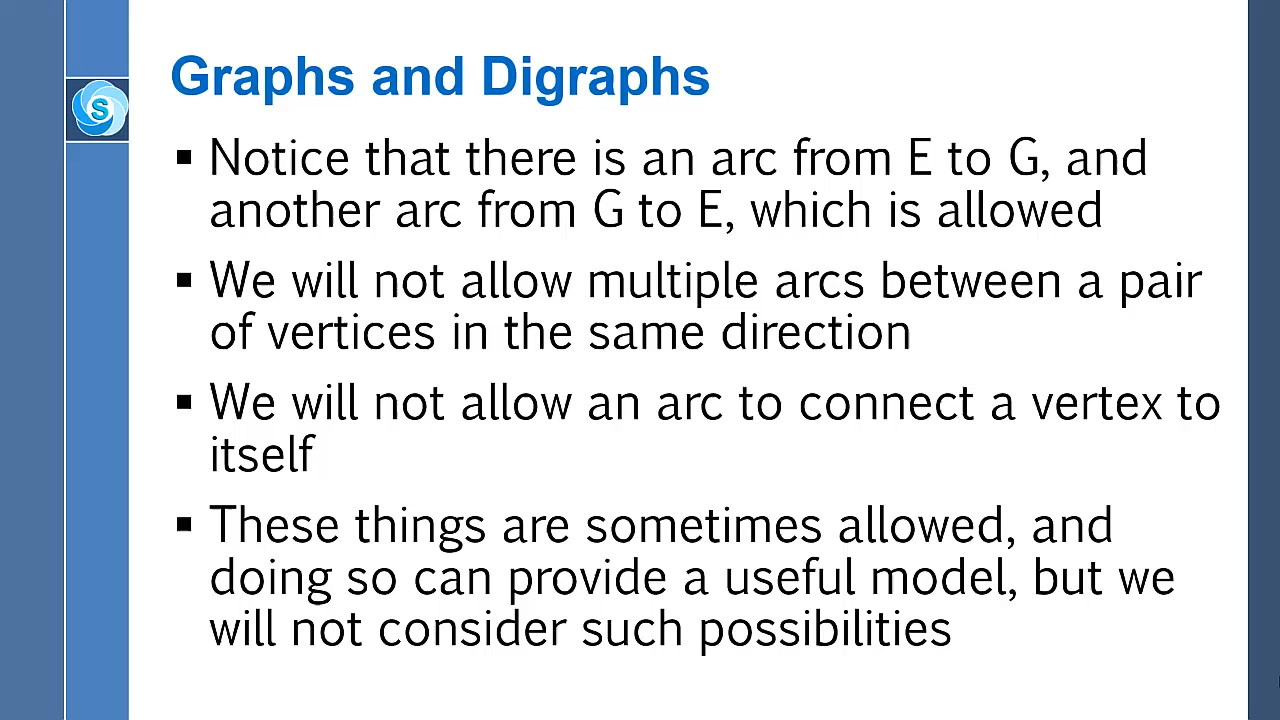 S
Graphs and Digraphs
▪ Notice that there is an arc from E to G, and
another arc from G to E, which is allowed
▪ We will not allow multiple arcs between a pair
of vertices in the same direction
▪ We will not allow an arc to connect a vertex to
itself
▪ These things are sometimes allowed, and
doing so can provide a useful model, but we
will not consider such possibilities